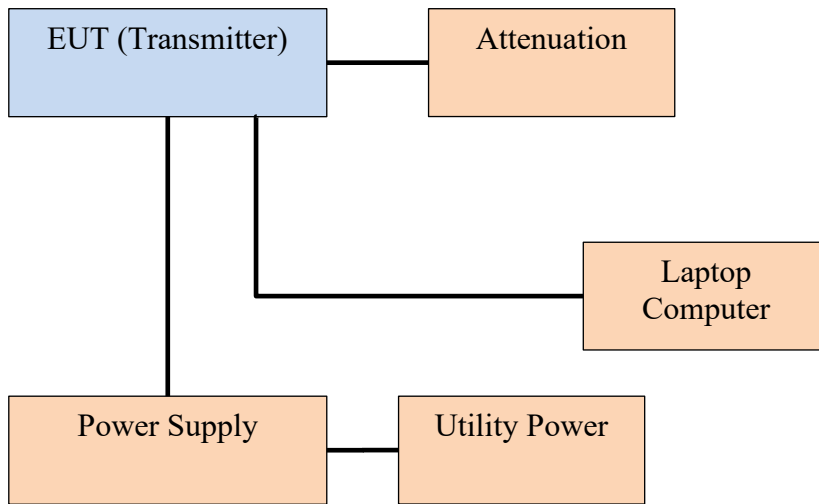 EUT (Transmitter)
Attenuation
Laptop
Computer
Power Supply
Utility Power